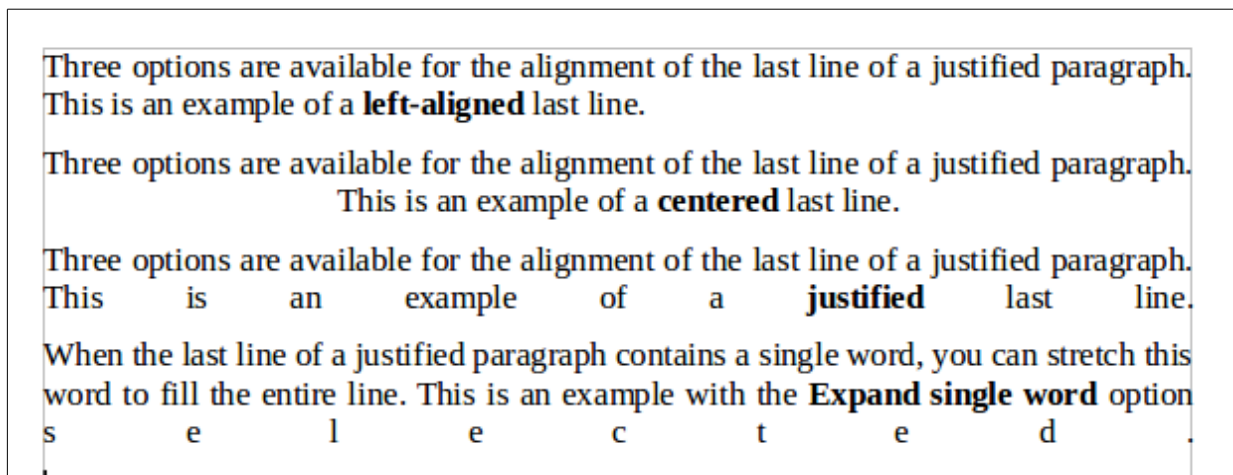 Three options are available for the alignment of the last line of a justified paragraph.
This is an example of a left-aligned last line.
Three options are available for the alignment of the last line of a justified paragraph.
This is an example of a centered last line.
Three options are available for the alignment of the last line of a justified paragraph.
This is an example of a justified last line.
When the last line of a justified paragraph contains a single word, you can stretch this
word to fill the entire line. This is an example with the Expand single word option
s e l e c t e d .